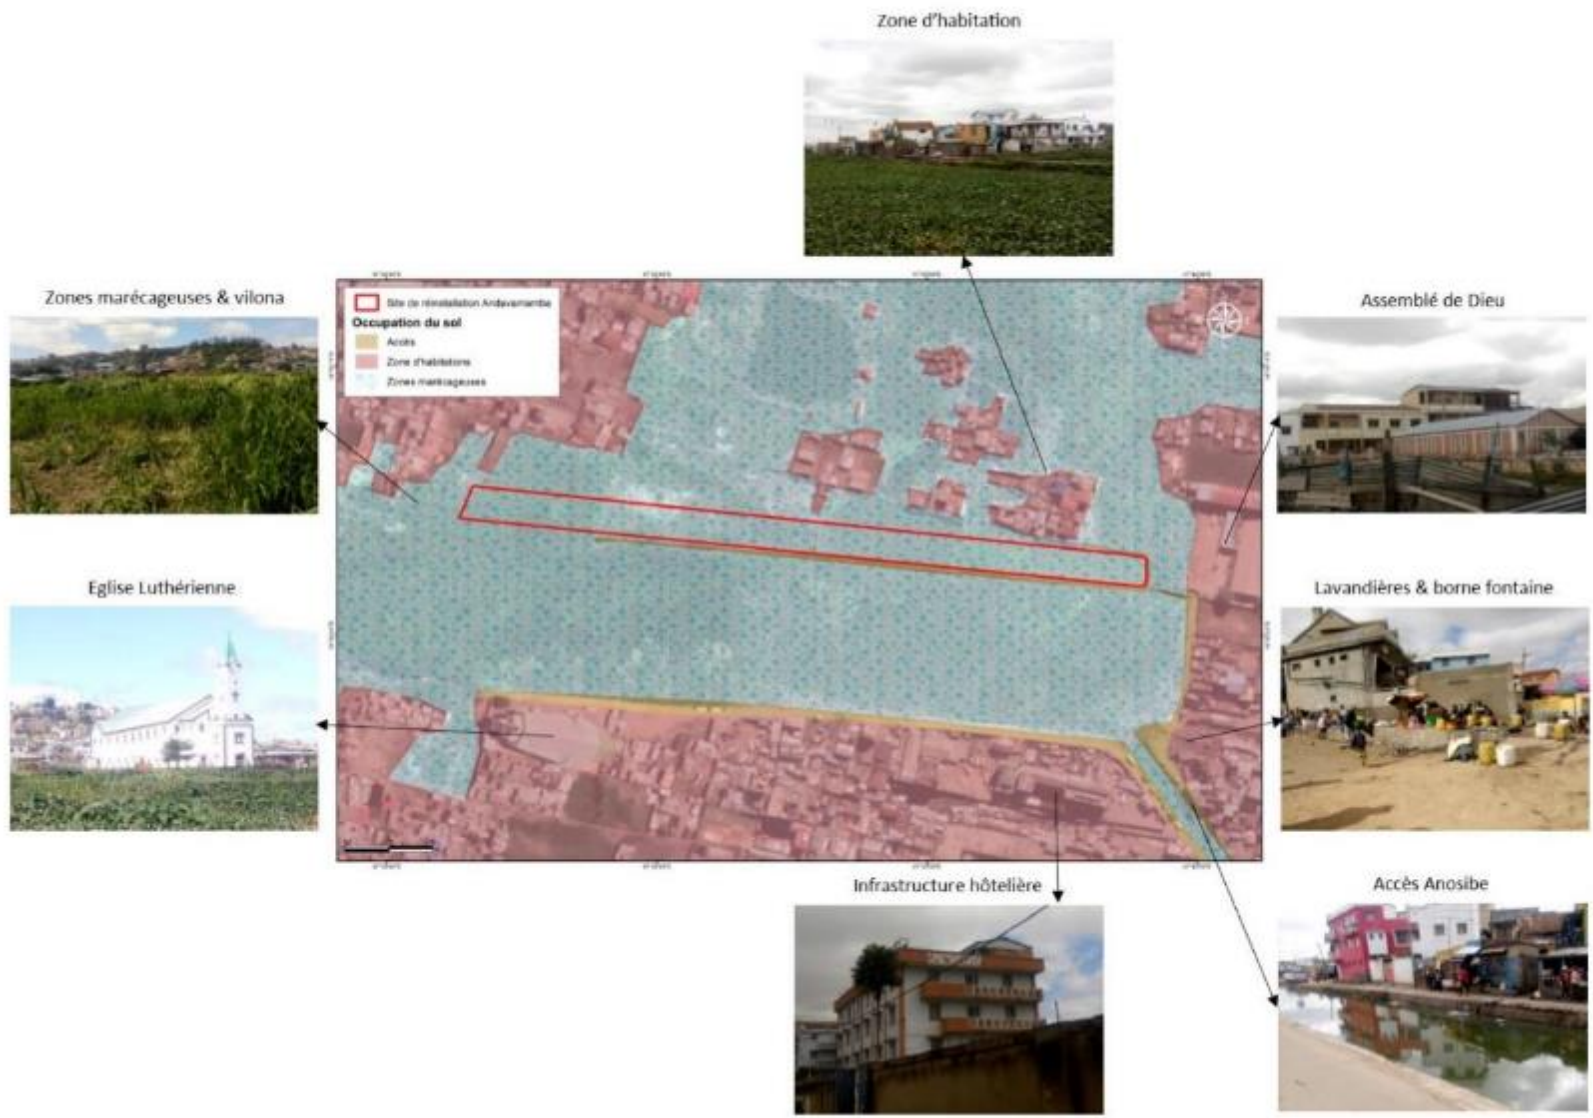 Zone d'habitation
Zones marécageuses & vilona
Assemblé de Dieu
Site de réinstallation Andavamamba
Occupation du sol
Accès
Zone d'habitations
Zones marécageuses
Eglise Luthérienne
Lavandières & borne fontaine
Infrastructure hôtelière
Accès Anosibe